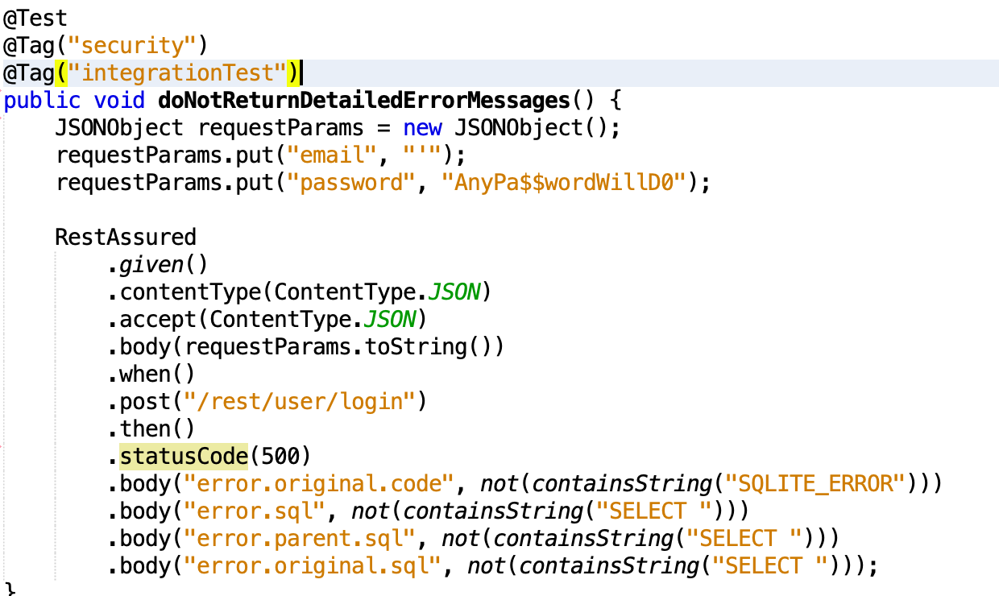 @Test
@Tag("security")
@Tag("integrationTest")
public void doNotReturnDetailedErrorMessages() {
JSONObject requestParams = new JSONObject();
requestParams.put("email", "'");
requestParams.put("password", "AnyPa$$wordWillD0");
RestAssured
.given()
.contentType(ContentType.JSON)
.accept(ContentType.JSON)
.body(requestParams.toString())
.when()
.post("/rest/user/login")
.then()
.statusCode(500)
.body("error.original.code", not(containsString("SQLITE_ERROR")))
.body("error.sql", not(containsString("SELECT ")))
.body("error.parent.sql", not(containsString("SELECT ")))
.body("error.original.sql", not(containsString("SELECT ")));
}